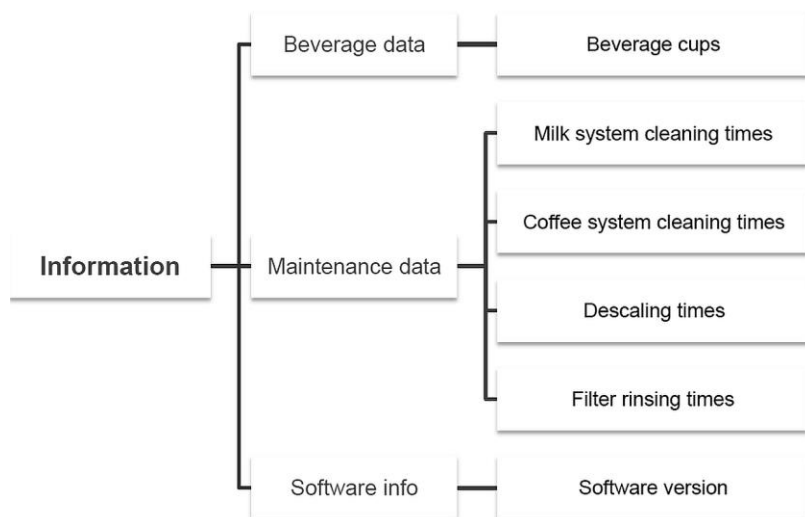 Information
Beverage data
Beverage cups
Maintenance data
Milk system cleaning times
Coffee system cleaning times
Descaling times
Filter rinsing times
Software info
Software version